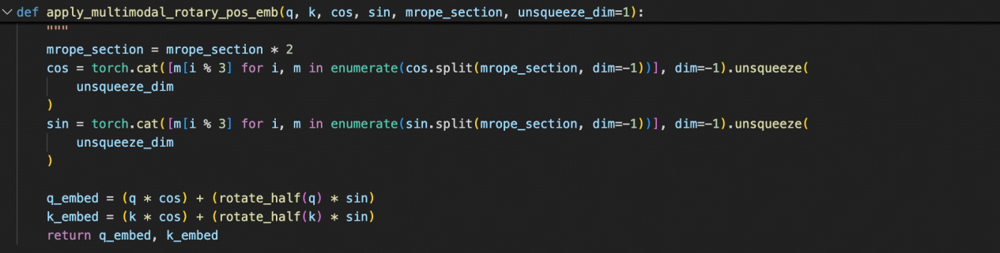 def apply_multimodal_rotary_pos_emb(q, k, cos, sin, mrope_section, unsqueeze_dim=1):
"""
mrope_section = mrope_section * 2
cos = torch.cat([m[i % 3] for i, m in enumerate(cos.split(mrope_section, dim=-1))], dim=-1).unsqueeze(
unsqueeze_dim
)
sin = torch.cat([m[i % 3] for i, m in enumerate(sin.split(mrope_section, dim=-1))], dim=-1).unsqueeze(
unsqueeze_dim
)
q_embed = (q * cos) + (rotate_half(q) * sin)
k_embed = (k * cos) + (rotate_half(k) * sin)
return q_embed, k_embed